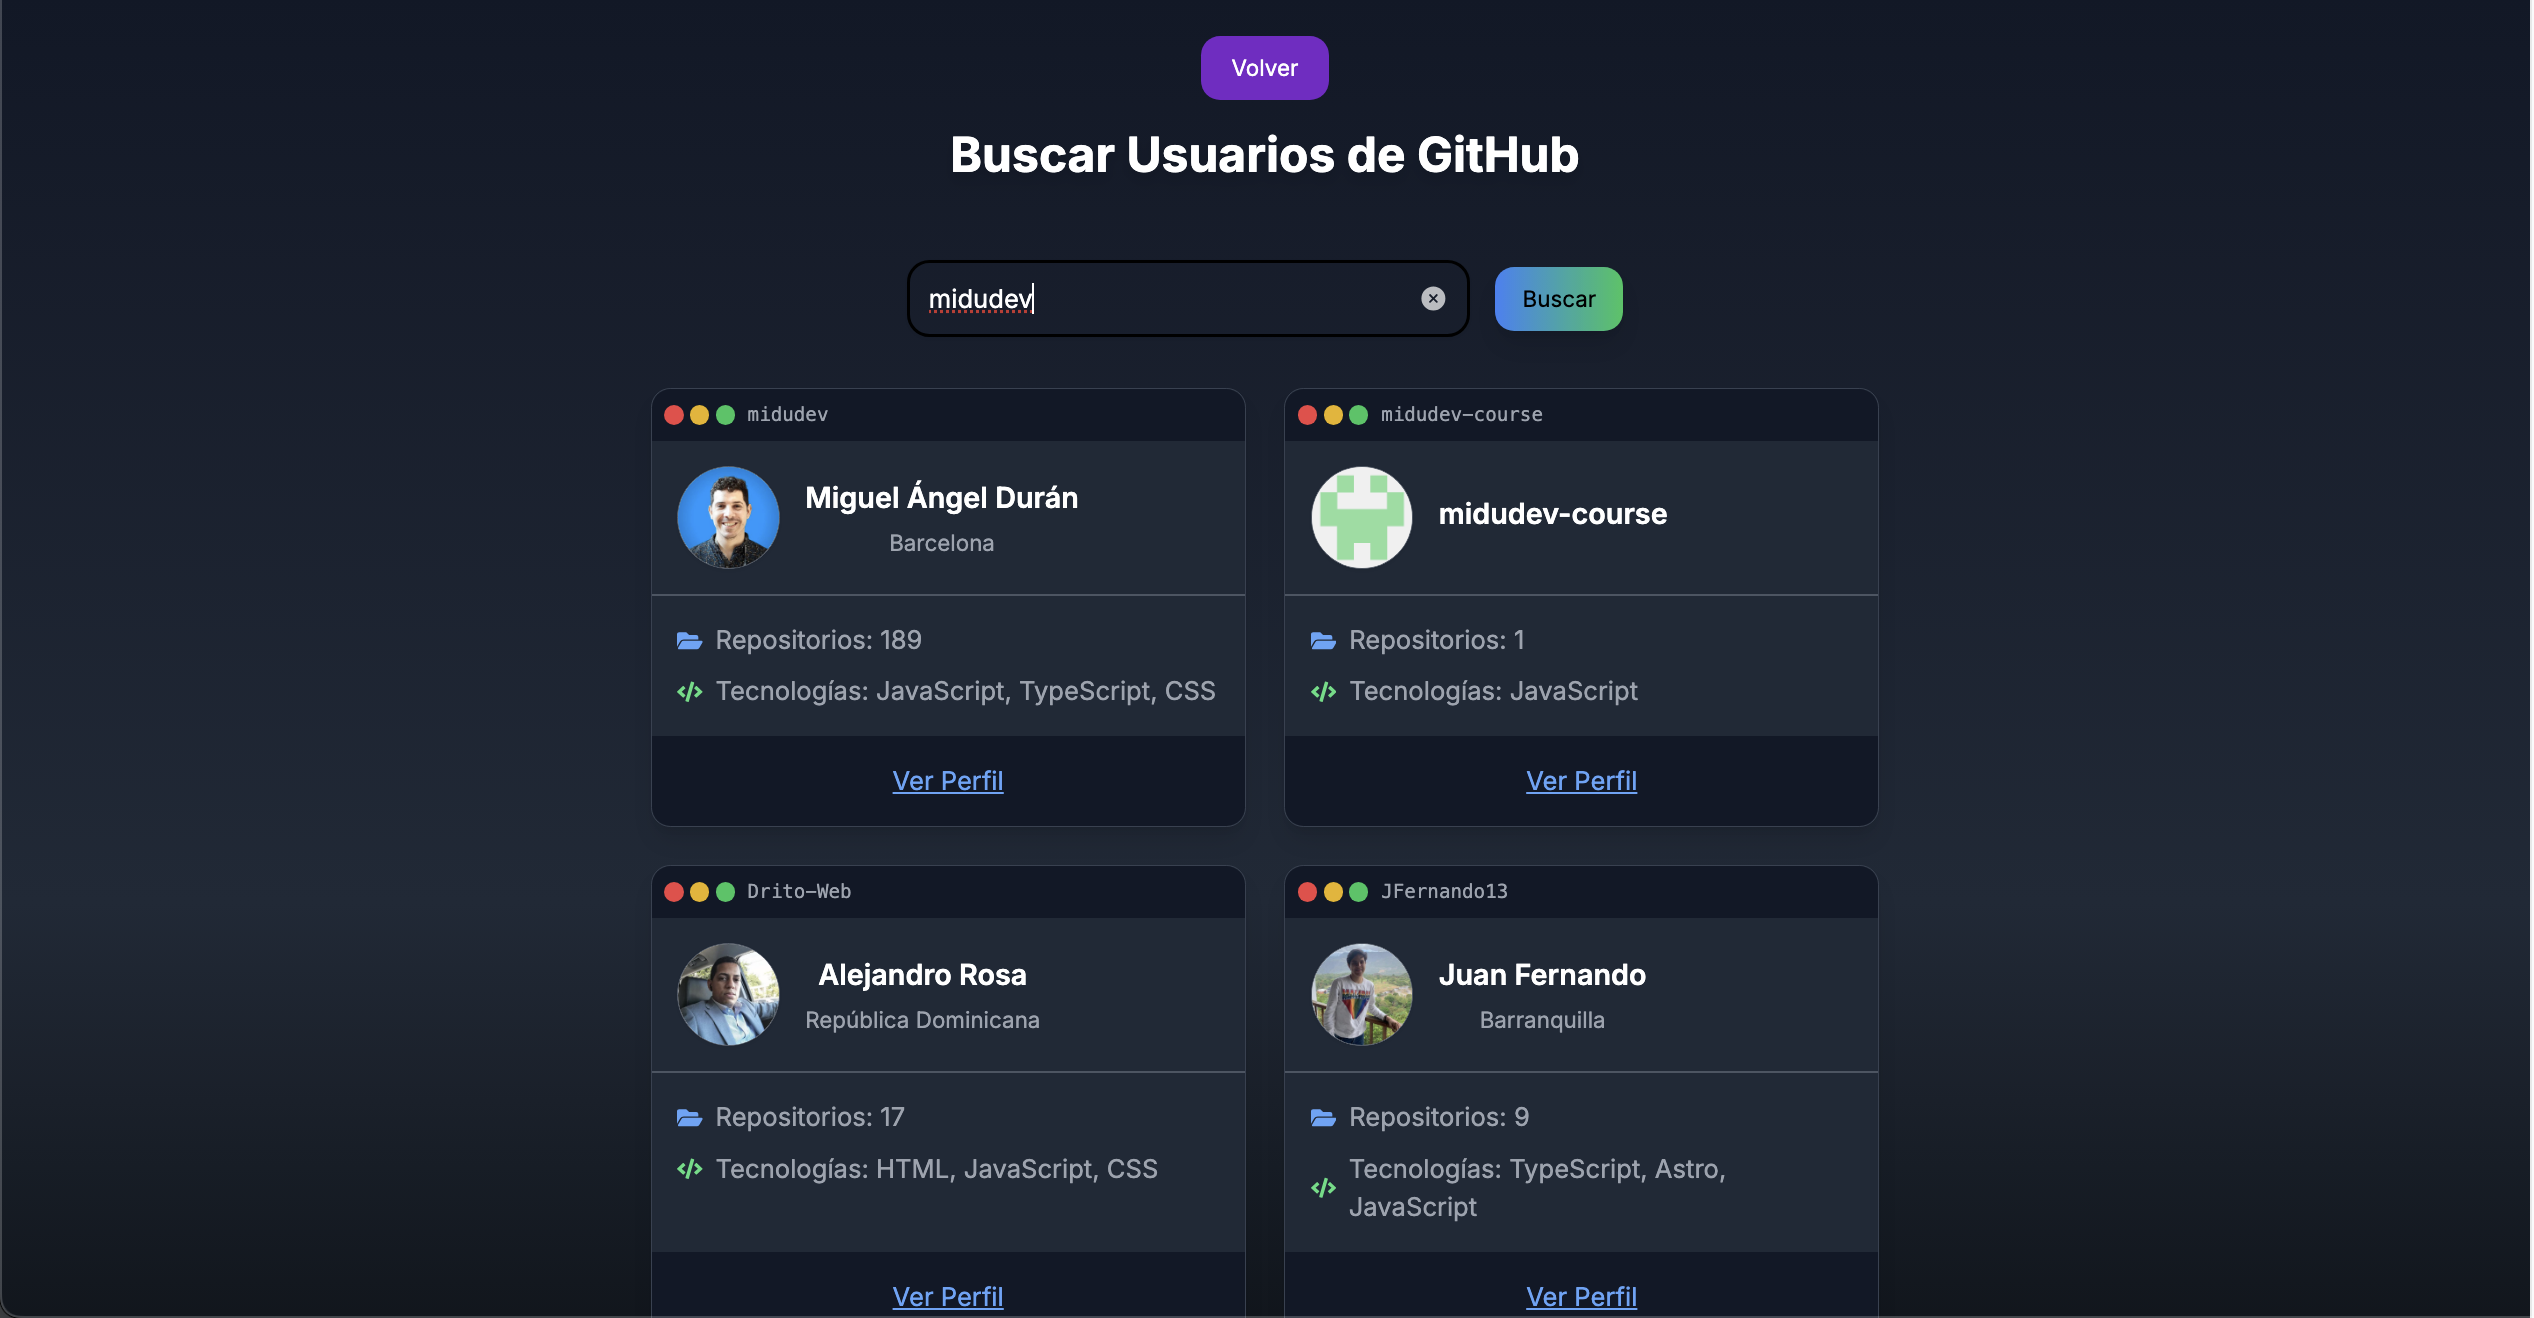 Volver
Buscar Usuarios de GitHub
midudev
Buscar
midudev
Miguel Ángel Durán
Barcelona
Repositorios: 189
Tecnologías: JavaScript, TypeScript, CSS
Ver Perfil
midudev-course
midudev-course
Repositorios: 1
Tecnologías: JavaScript
Ver Perfil
Drito-Web
Alejandro Rosa
República Dominicana
Repositorios: 17
Tecnologías: HTML, JavaScript, CSS
Ver Perfil
JFernando13
Juan Fernando
Barranquilla
Repositorios: 9
Tecnologías: TypeScript, Astro,
JavaScript
Ver Perfil